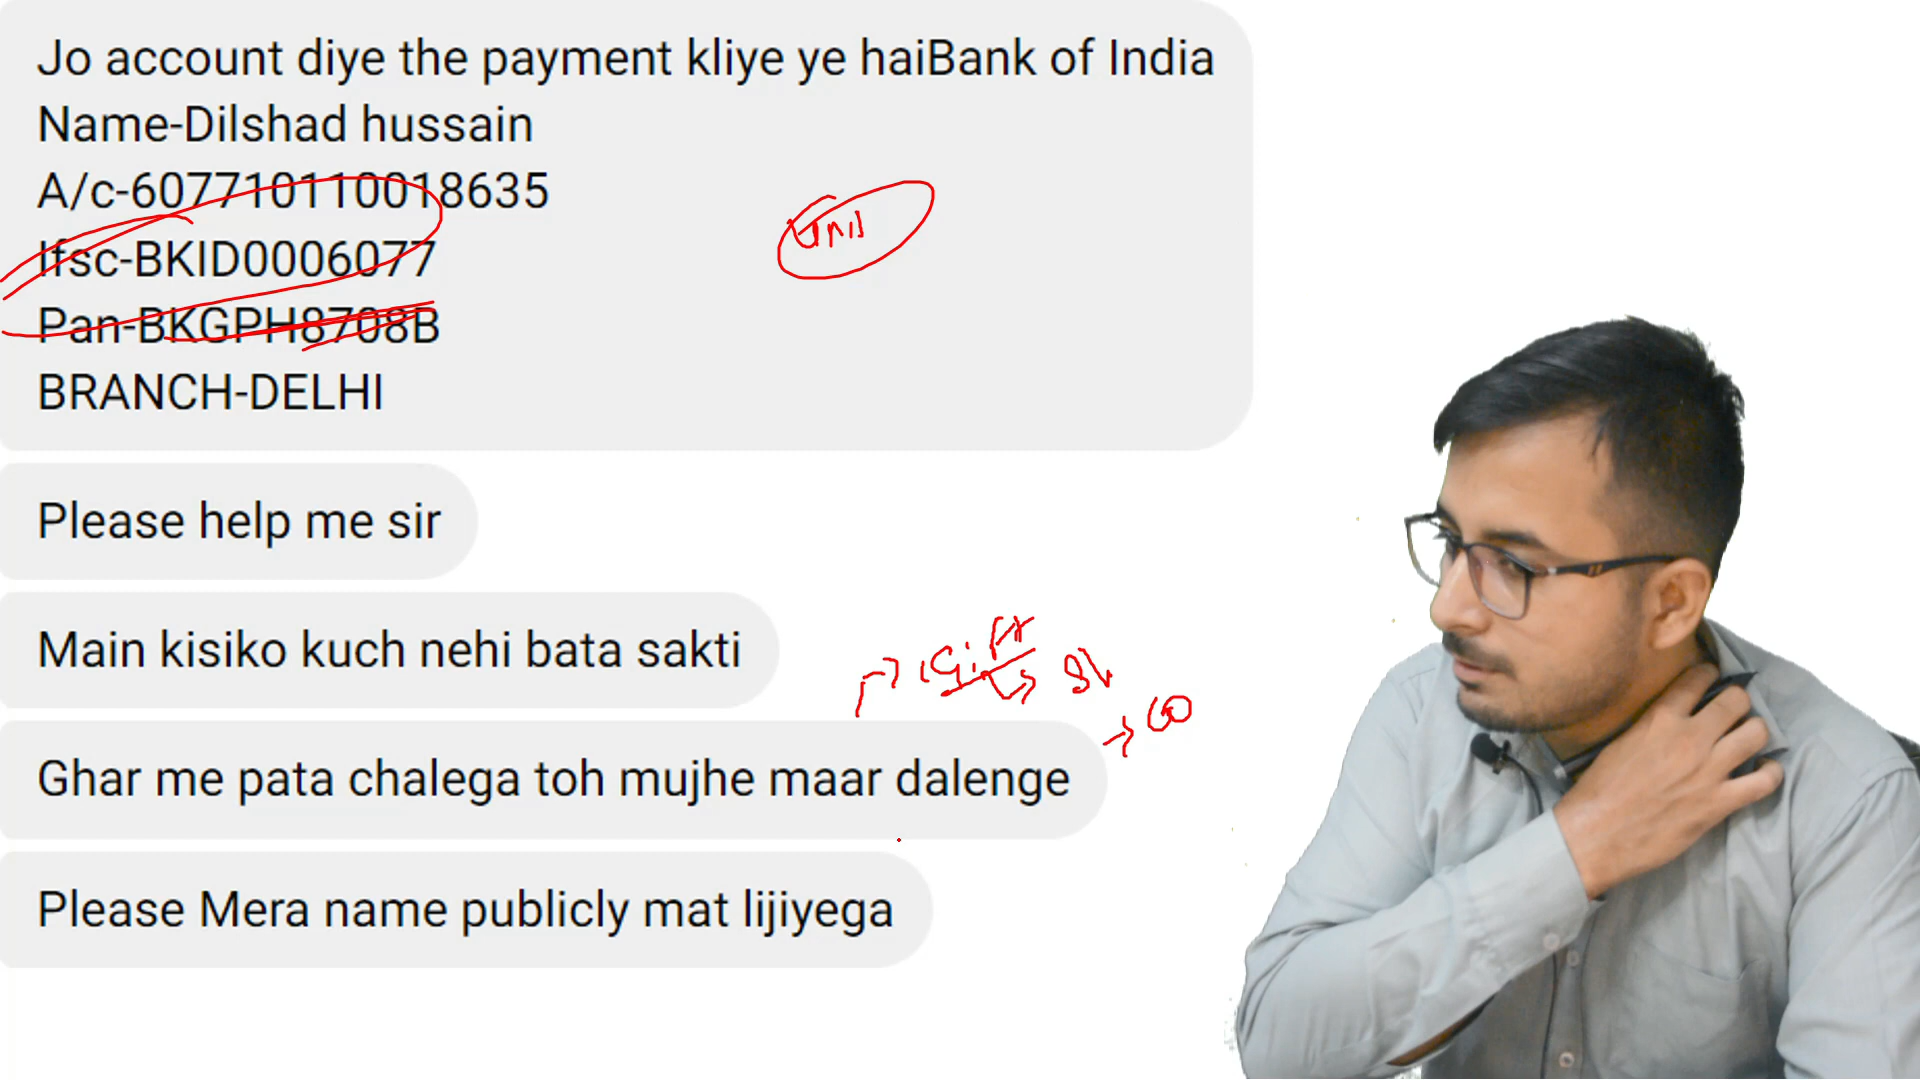 Jo account diye the payment kliye ye haiBank of India
Name-Dilshad hussain
A/c-607710110018635
Ifsc-BKID0006077
Pan-BKGPH8708B
BRANCH-DELHI
Please help me sir
Main kisiko kuch nehi bata sakti
Gift
Ghar me pata chalega toh mujhe maar dalenge
Please Mera name publicly mat lijiyega